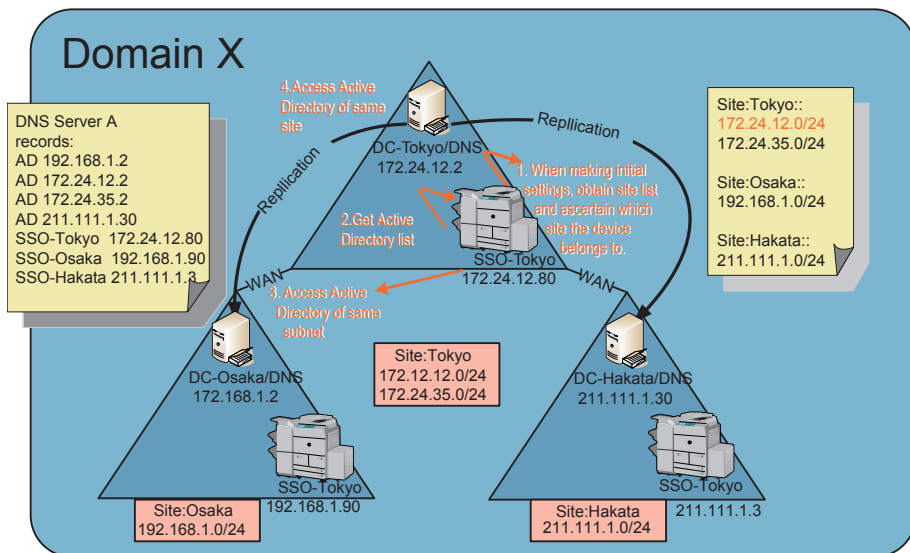 Domain X
DNS Server A
records:
AD 192.168.1.2
AD 172.24.12.2
AD 172.24.35.2
AD 211.111.1.30
SSO-Tokyo 172.24.12.80
SSO-Osaka 192.168.1.90
SSO-Hakata 211.111.1.3
4.Access Active
Directory of same
site
Repllication
Repllication
DC-Tokyo/DNS
172.24.12.2
1. When making initial
settings, obtain site list
and ascertain which
site the device
belongs to.
2.Get Active
Directory list
SSO-Tokyo
172.24.12.80
Site:Tokyo::
172.24.12.0/24
172.24.35.0/24
Site:Osaka::
192.168.1.0/24
Site:Hakata::
211.111.1.0/24
WAN
WAN
3. Access Active
Directory of same
subnet
DC-Osaka/DNS
172.168.1.2
Site:Tokyo
172.12.12.0/24
172.24.35.0/24
DC-Hakata/DNS
211.111.1.30
SSO-Tokyo
192.168.1.90
Site:Osaka
192.168.1.0/24
SSO-Tokyo
211.111.1.3
Site:Hakata
211.111.1.0/24